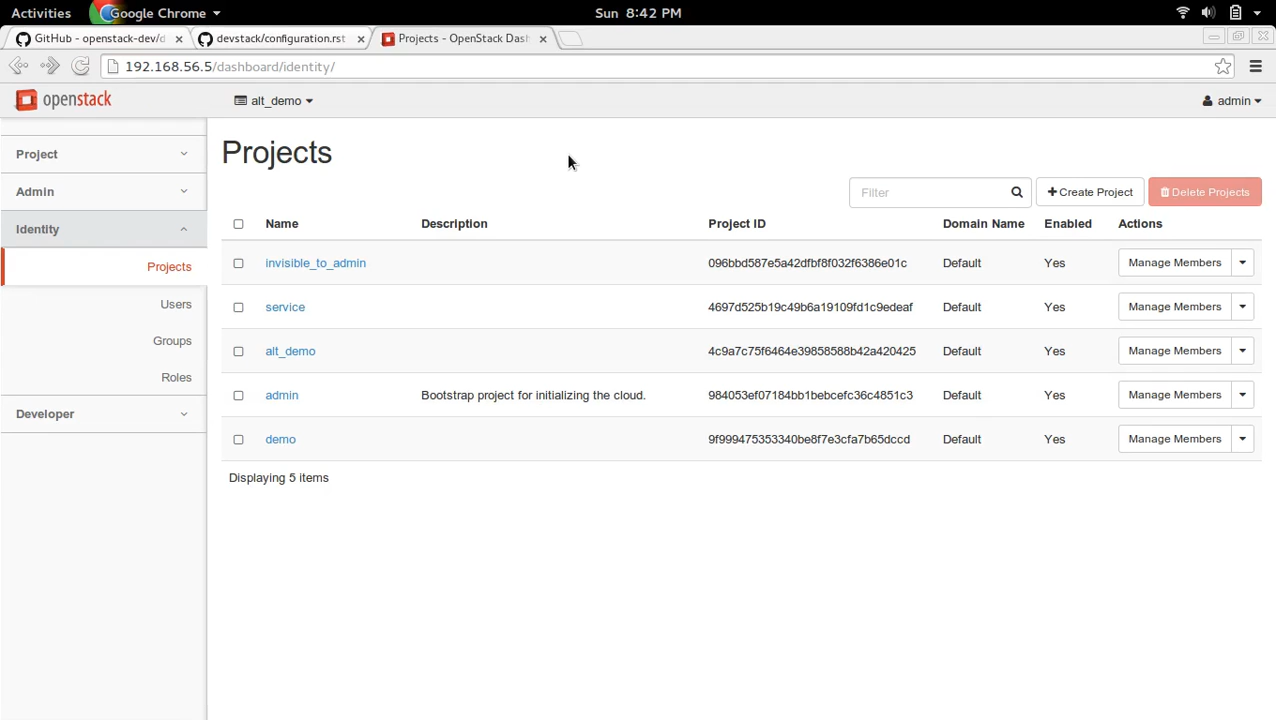 Activities Google Chrome Sun 8:42 PM
GitHub - openstack-dev/d devstack/configuration.rst Projects - OpenStack Das
192.168.56.5/dashboard/identity/
openstack alt_demo admin
Project
Admin
Identity
Projects
Users
Groups
Roles
Developer
Projects
Filter Create Project Delete Projects
Name Description Project ID Domain Name Enabled Actions
invisible_to_admin 096bbd587e5a42dfbf8f032f6386e01c Default Yes Manage Members
service 4697d525b19c49b6a19109fd1c9edeaf Default Yes Manage Members
alt_demo 4c9a7c75f6464e39858588b42a420425 Default Yes Manage Members
admin Bootstrap project for initializing the cloud. 984053ef07184bb1bebcefc36c4851c3 Default Yes Manage Members
demo 9f999475353340be8f7e3cfa7b65dccd Default Yes Manage Members
Displaying 5 items